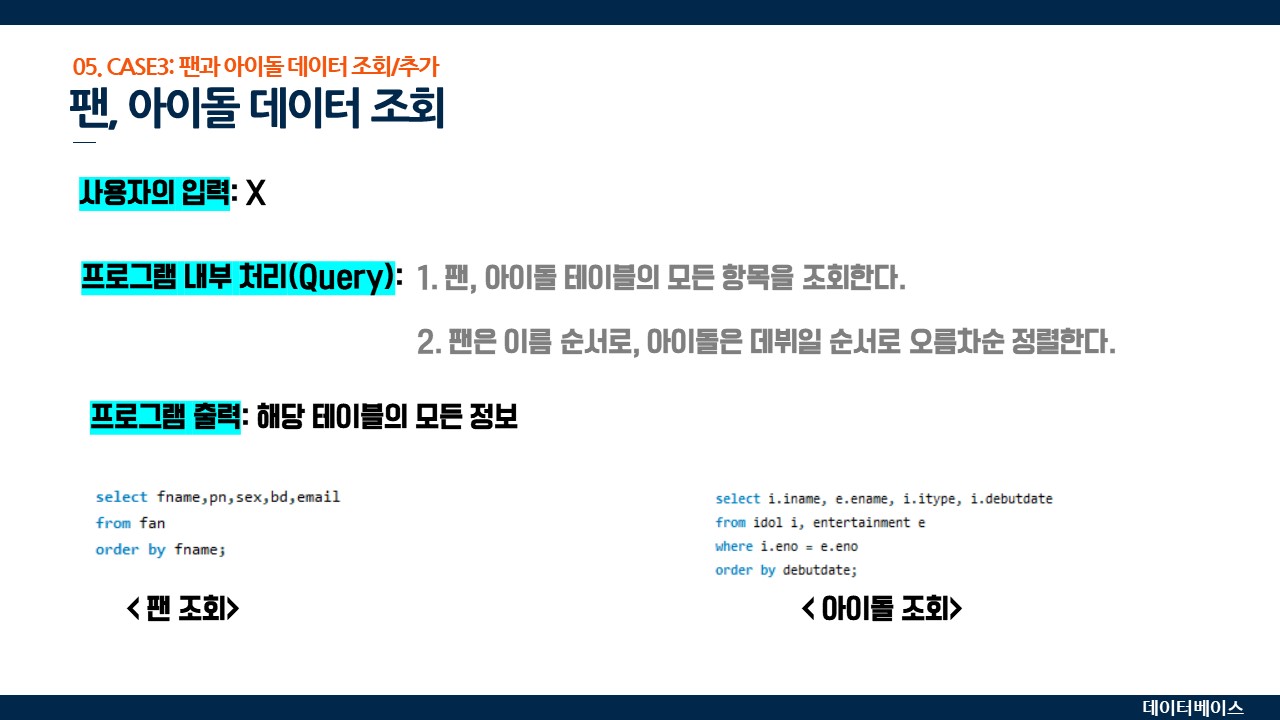 05. CASE3: 팬과 아이돌 데이터 조회/추가
팬, 아이돌 데이터 조회
사용자의 입력: X
프로그램 내부 처리(Query): 1. 팬, 아이돌 테이블의 모든 항목을 조회한다.
2. 팬은 이름 순서로, 아이돌은 데뷔일 순서로 오름차순 정렬한다.
프로그램 출력: 해당 테이블의 모든 정보
select fname,pn,sex,bd,email
from fan
order by fname;
< 팬 조회>
select i.iname, e.ename, i.itype, i.debutdate
from idol i, entertainment e
where i.eno = e.eno
order by debutdate;
< 아이돌 조회>
데이터베이스